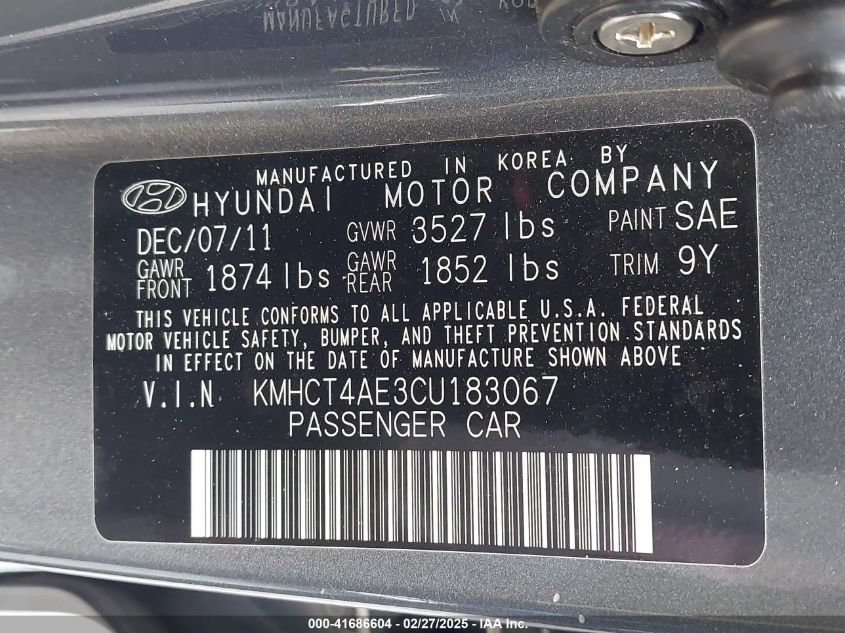 MANUFACTURED IN KOREA BY
HYUNDAI MOTOR COMPANY
DEC/07/11 GVWR 3527 lbs PAINT SAE
GAWR FRONT 1874 lbs GAWR REAR 1852 lbs TRIM 9Y
THIS VEHICLE CONFORMS TO ALL APPLICABLE U.S.A. FEDERAL
MOTOR VEHICLE SAFETY, BUMPER, AND THEFT PREVENTION STANDARDS
IN EFFECT ON THE DATE OF MANUFACTURE SHOWN ABOVE
V.I.N KMHCT4AE3CU183067
PASSENGER CAR
000-41686604 - 02/27/2025 - IAA Inc.